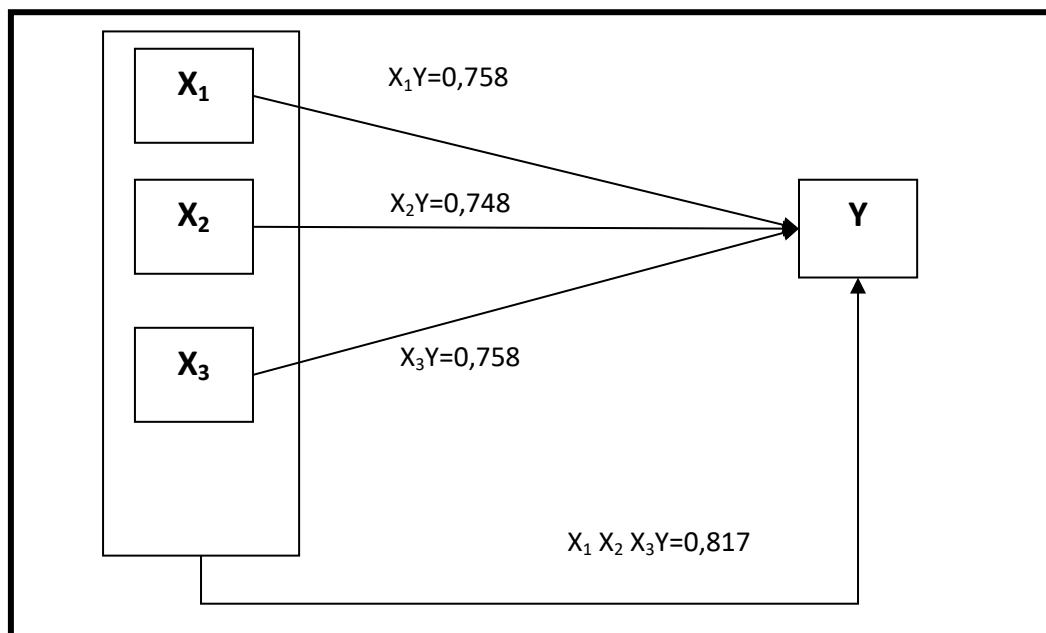 X₁
X₁Y=0,758
X₂
X₂Y=0,748
Y
X₃
X₃Y=0,758
X₁ X₂ X₃Y=0,817